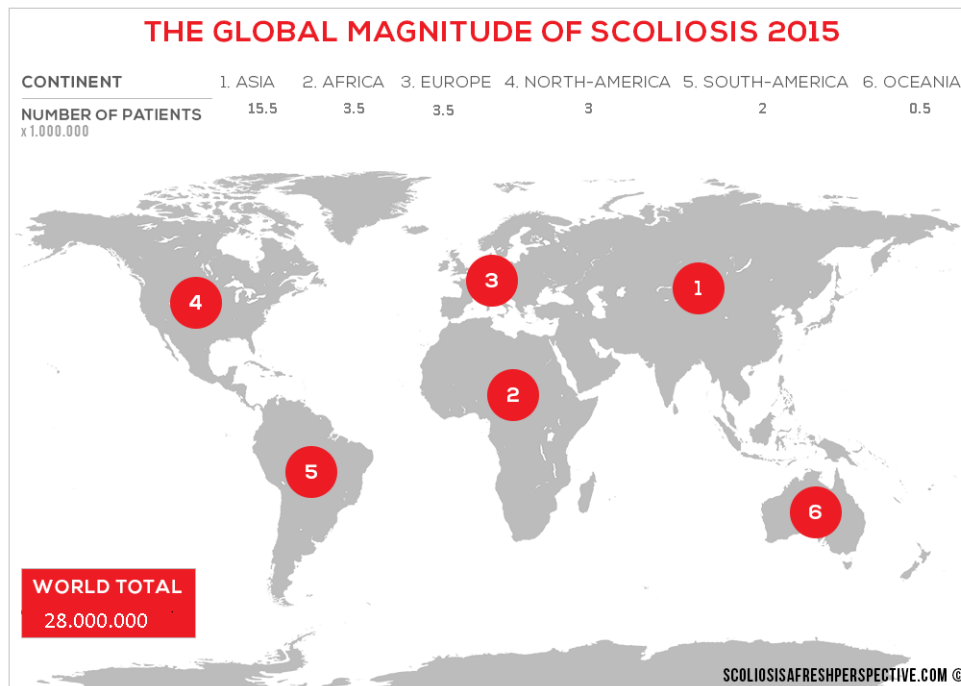 THE GLOBAL MAGNITUDE OF SCOLIOSIS 2015
CONTINENT 1. ASIA 2. AFRICA 3. EUROPE 4. NORTH-AMERICA 5. SOUTH-AMERICA 6. OCEANIA
NUMBER OF PATIENTS 15.5 3.5 3.5 3 2 0.5
x 1.000.000
3
1
4
2
5
6
WORLD TOTAL
28.000.000
SCOLIOSISAFRESHPERSPECTIVE.COM ©